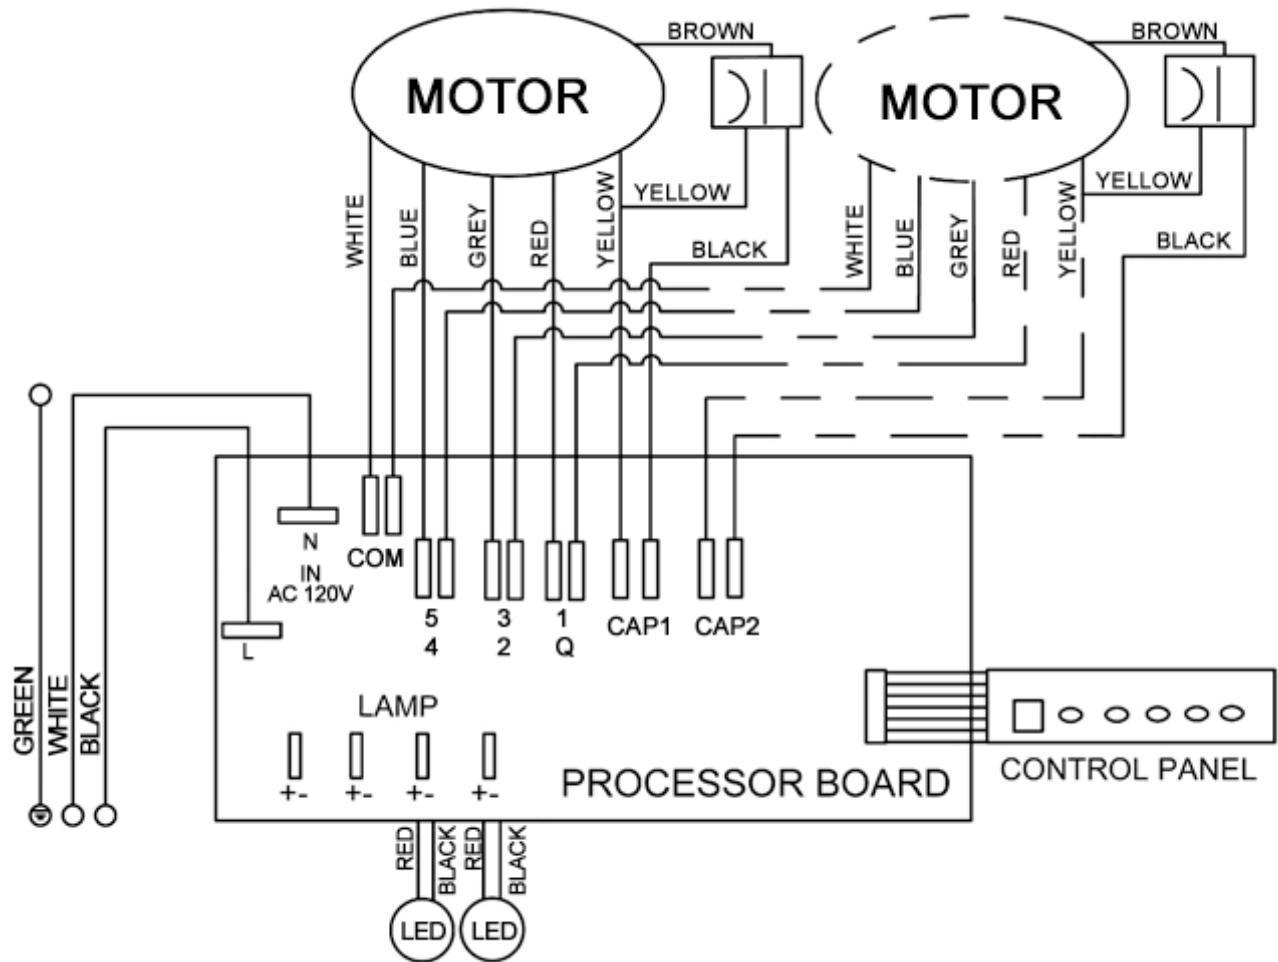 BROWN
BROWN
MOTOR
MOTOR
YELLOW
YELLOW
WHITE
BLUE
GREY
RED
YELLOW
BLACK
WHITE
BLUE
GREY
RED
YELLOW
BLACK
N
IN
AC 120V
L
COM
5
4
3
2
1
Q
CAP1
CAP2
GREEN
WHITE
BLACK
LAMP
+-
+-
+-
+-
PROCESSOR BOARD
CONTROL PANEL
RED
BLACK
RED
BLACK
LED
LED